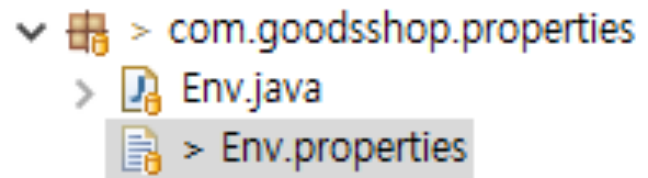 > com.goodsshop.properties
Env.java
> Env.properties